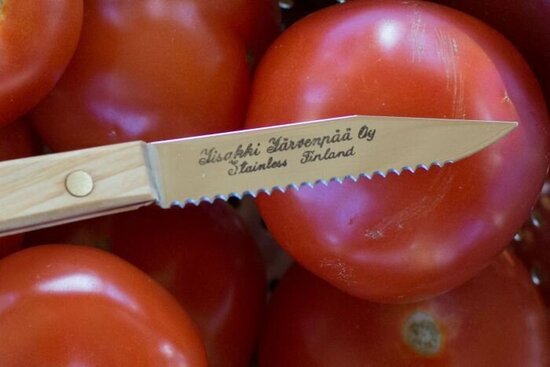 Iisakki Järvenpää Oy
Stainless Finland